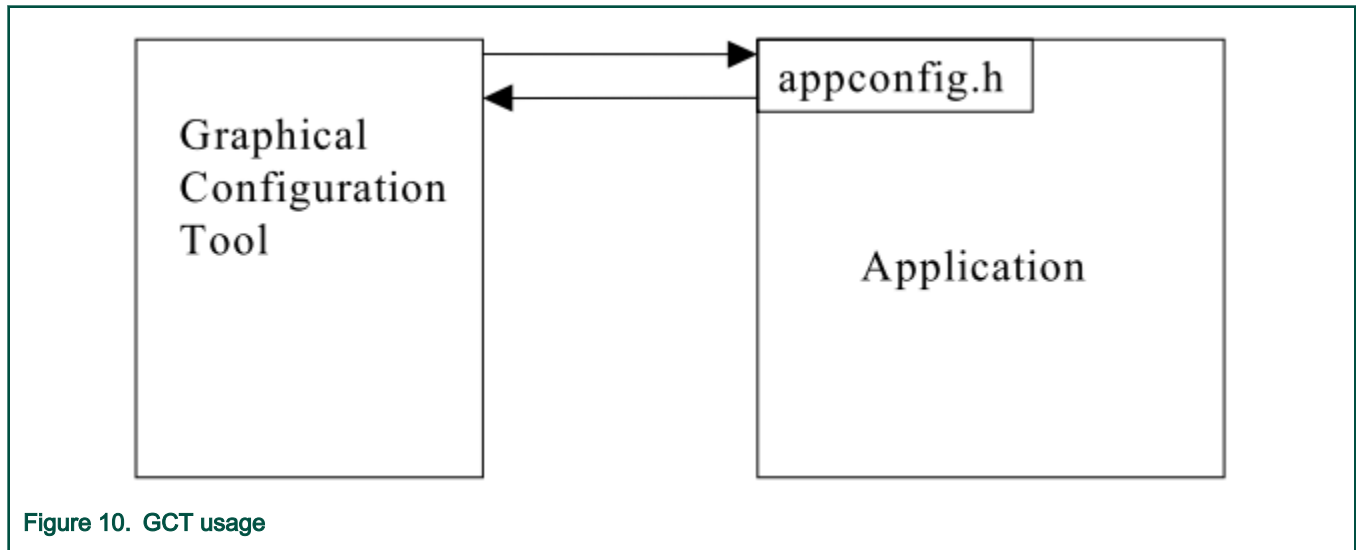 Graphical
Configuration
Tool
appconfig.h
Application
Figure 10. GCT usage